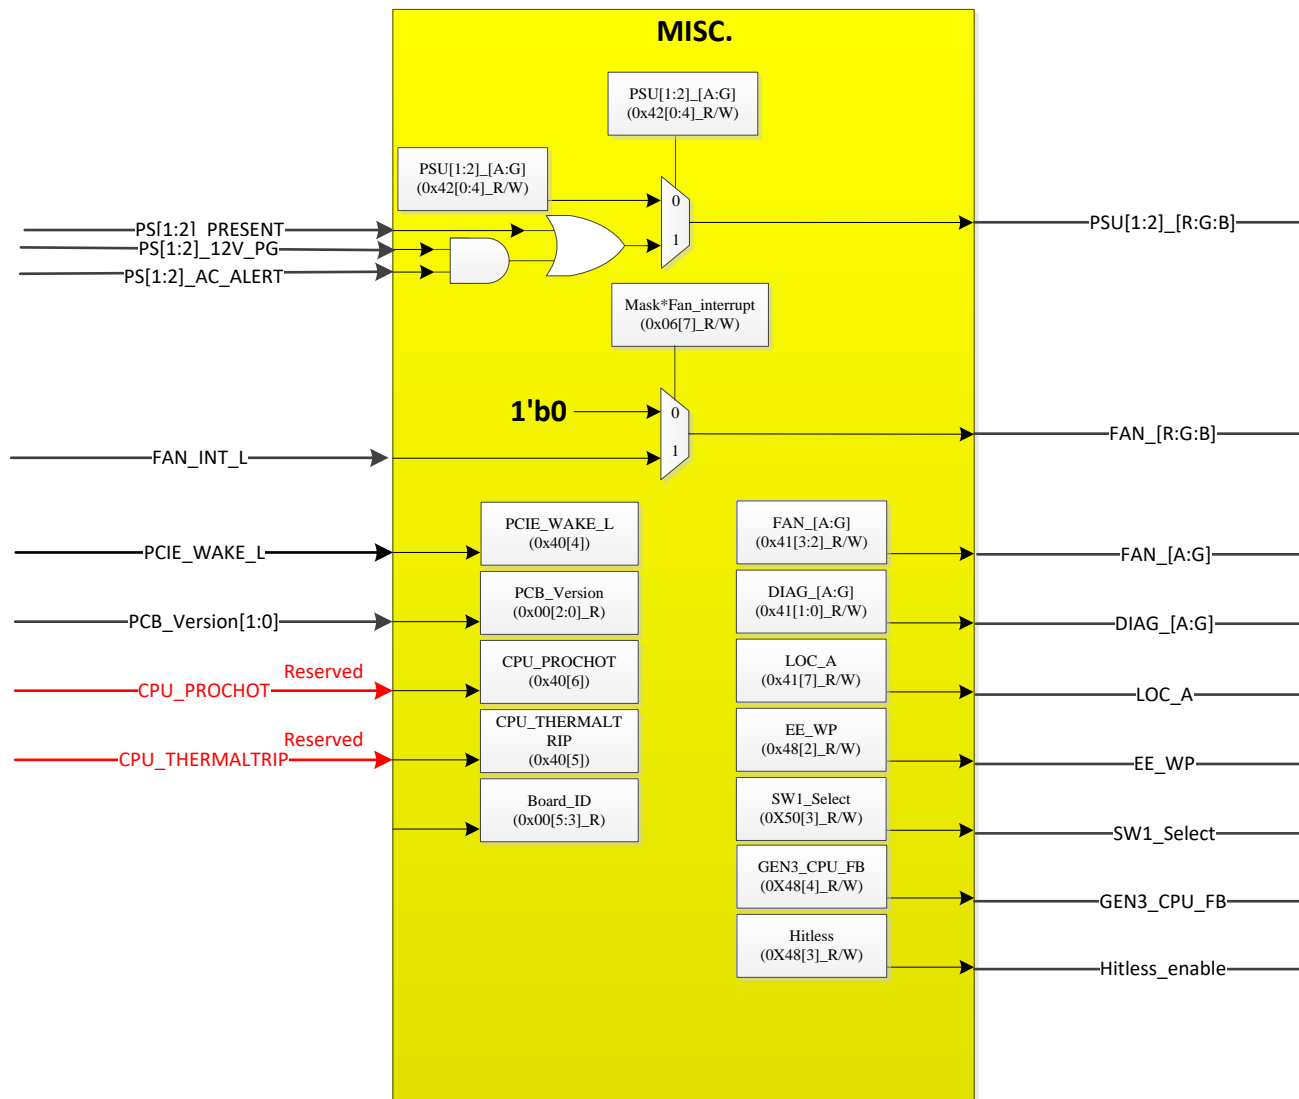 MISC.
PSU[1:2]_[A:G]
(0x42[0:4]_R/W)
PSU[1:2]_[A:G]
(0x42[0:4]_R/W)
0
1
PS[1:2]_PRESENT
PS[1:2]_12V_PG
PS[1:2]_AC_ALERT
PSU[1:2]_[R:G:B]
Mask*Fan_interrupt
(0x06[7]_R/W)
1'b0
0
1
FAN_INT_L
FAN_[R:G:B]
PCIE_WAKE_L
PCIE_WAKE_L
(0x40[4])
FAN_[A:G]
(0x41[3:2]_R/W)
FAN_[A:G]
PCB_Version[1:0]
PCB_Version
(0x00[2:0]_R)
DIAG_[A:G]
(0x41[1:0]_R/W)
DIAG_[A:G]
Reserved
CPU_PROCHOT
CPU_PROCHOT
(0x40[6])
LOC_A
(0x41[7]_R/W)
LOC_A
Reserved
CPU_THERMALTRIP
CPU_THERMALT
RIP
(0x40[5])
EE_WP
(0x48[2]_R/W)
EE_WP
Board_ID
(0x00[5:3]_R)
SW1_Select
(0X50[3]_R/W)
SW1_Select
GEN3_CPU_FB
(0X48[4]_R/W)
GEN3_CPU_FB
Hitless
(0X48[3]_R/W)
Hitless_enable